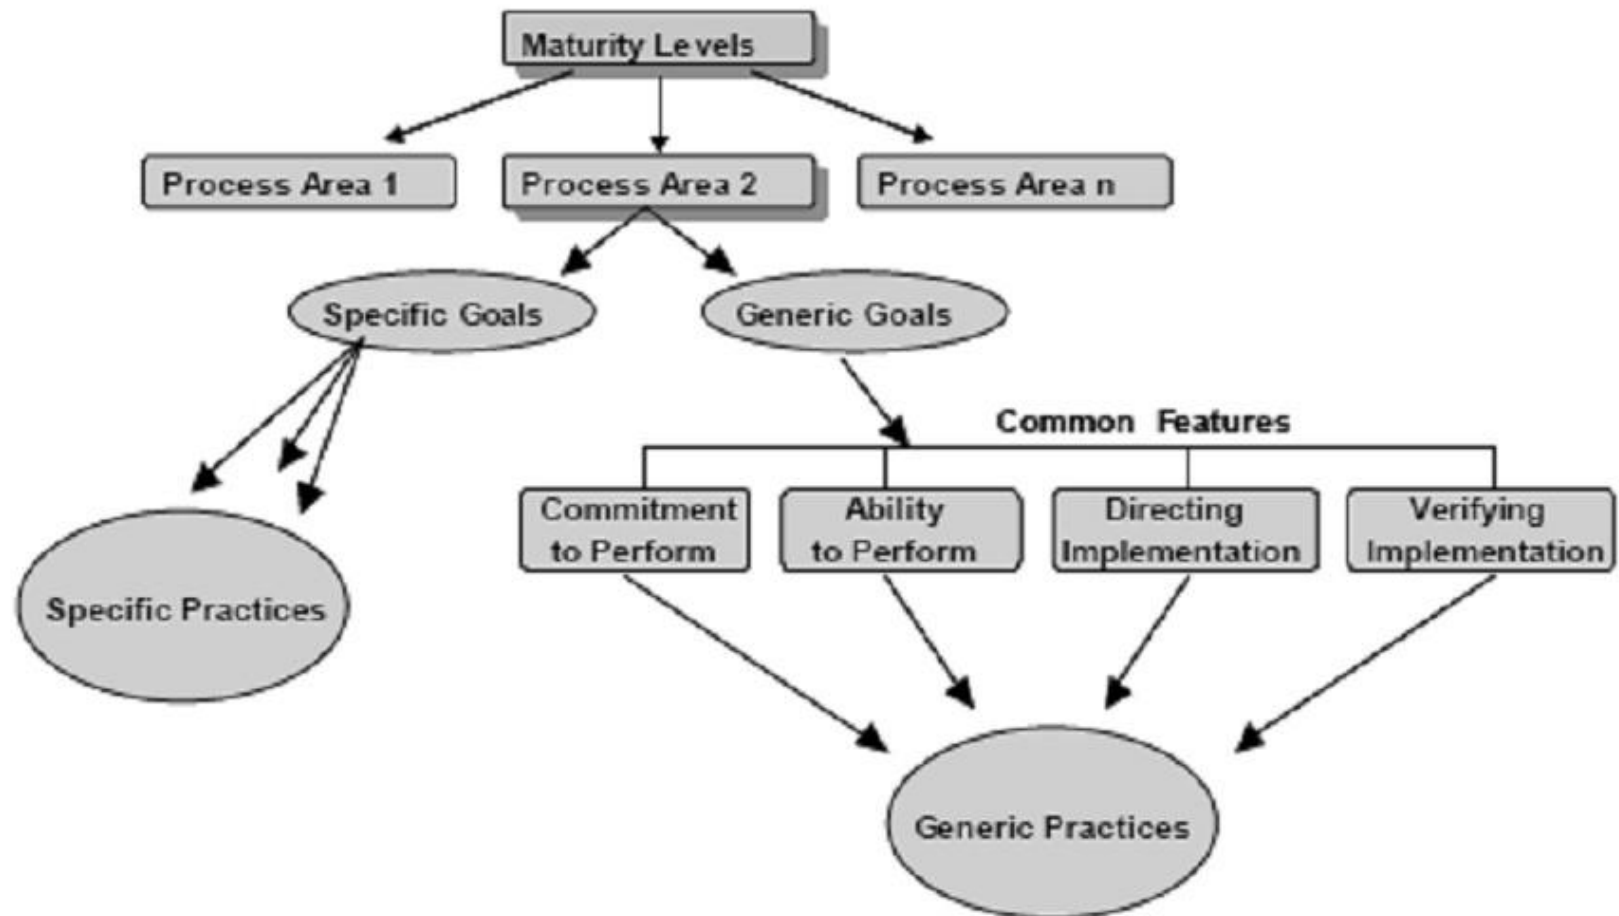 Maturity Levels
Process Area 1
Process Area 2
Process Area n
Specific Goals
Generic Goals
Common Features
Commitment
to Perform
Ability
to Perform
Directing
Implementation
Verifying
Implementation
Specific Practices
Generic Practices